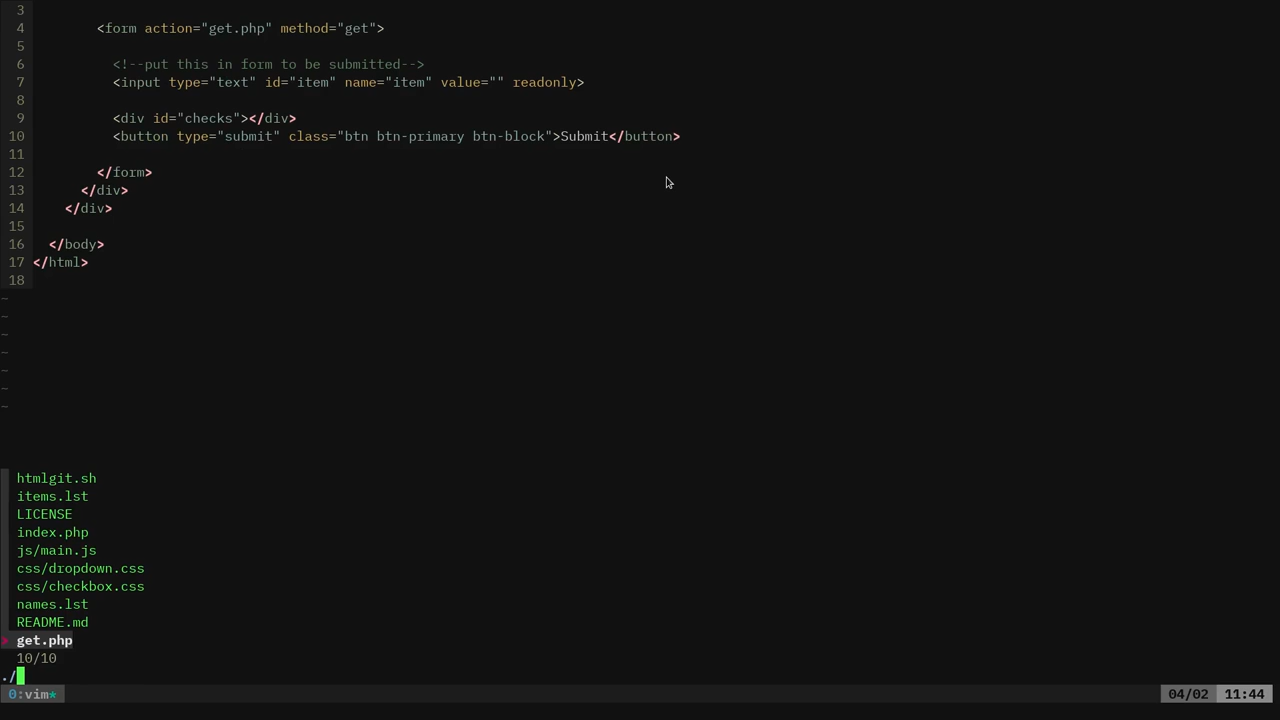 3
4 <form action="get.php" method="get">
5
6 <!--put this in form to be submitted-->
7 <input type="text" id="item" name="item" value="" readonly>
8
9 <div id="checks"></div>
10 <button type="submit" class="btn btn-primary btn-block">Submit</button>
11
12 </form>
13 </div>
14 </div>
15
16 </body>
17 </html>
18
~
~
~
~
~
~
~
htmlgit.sh
items.lst
LICENSE
index.php
js/main.js
css/dropdown.css
css/checkbox.css
names.lst
README.md
> get.php
10/10
./
0:vim* 04/02 11:44